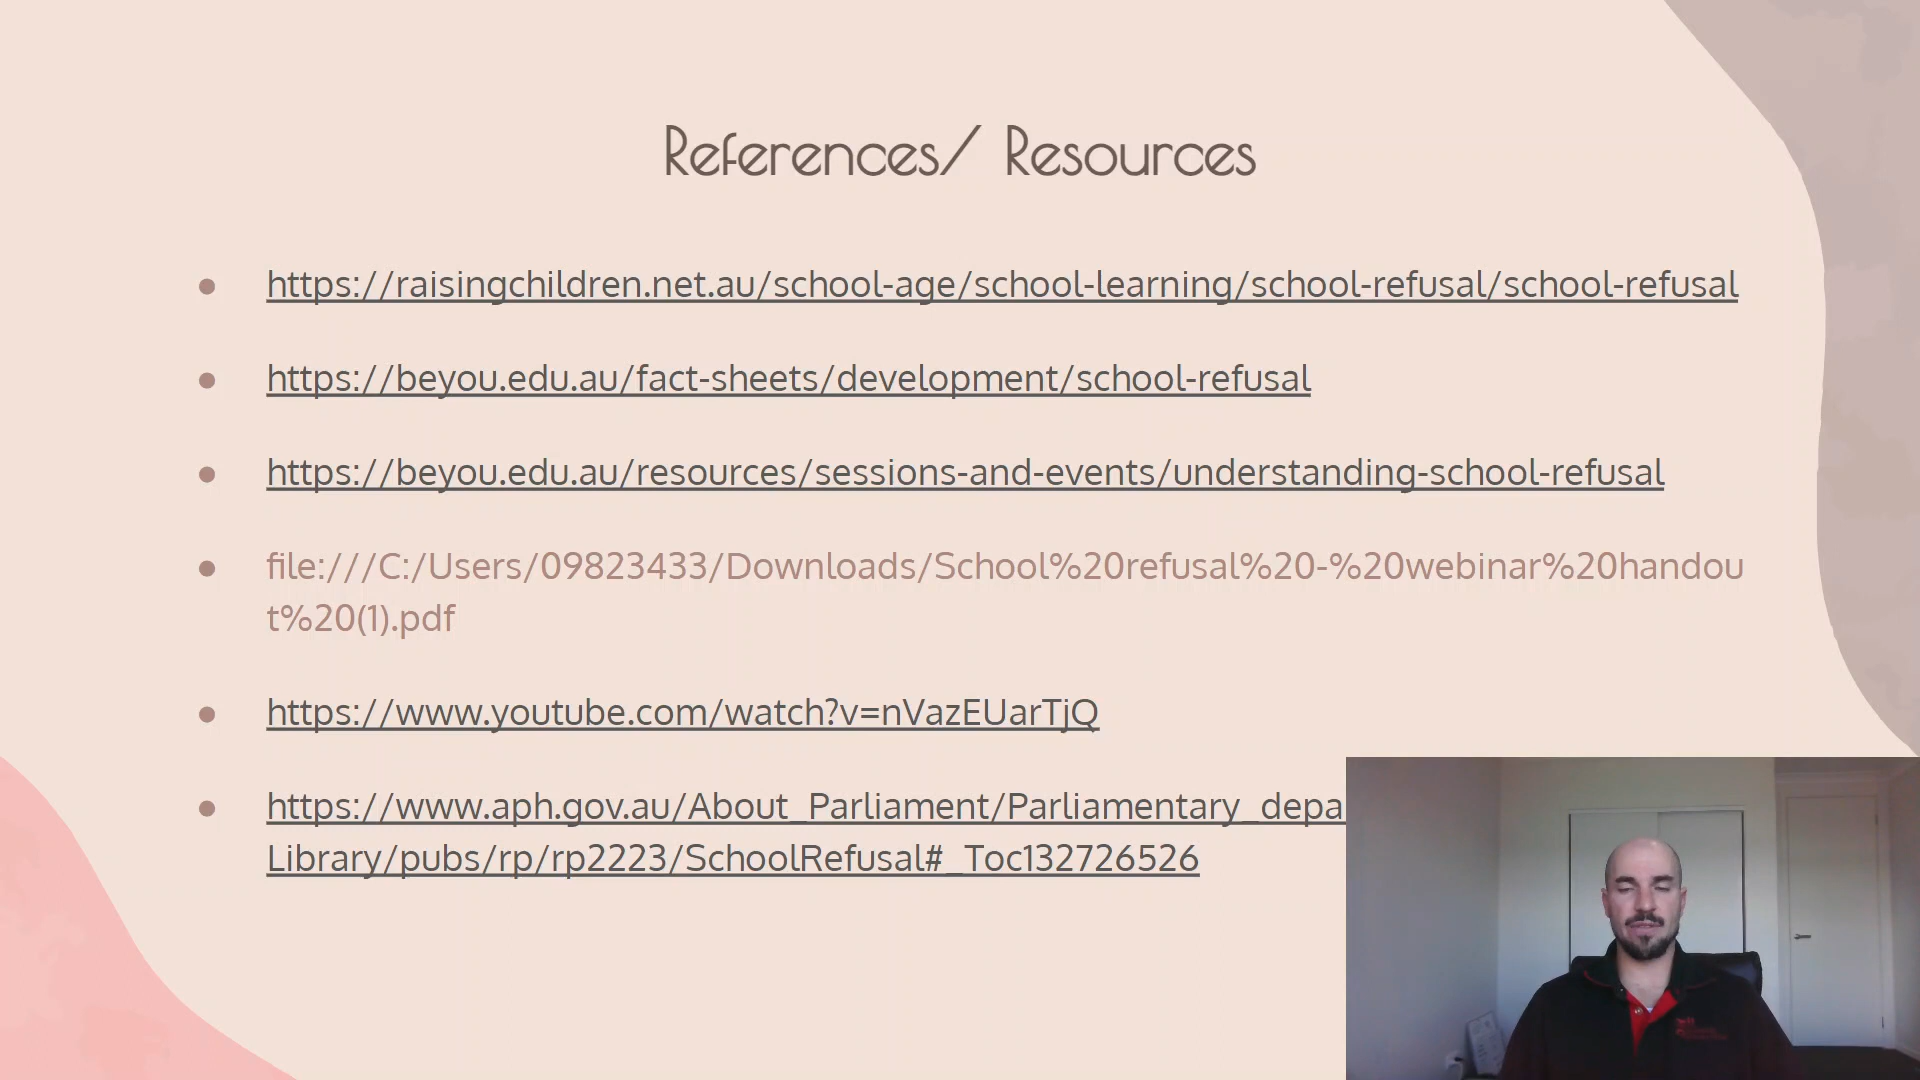 References/ Resources
https://raisingchildren.net.au/school-age/school-learning/school-refusal/school-refusal
https://beyou.edu.au/fact-sheets/development/school-refusal
https://beyou.edu.au/resources/sessions-and-events/understanding-school-refusal
file:///C:/Users/09823433/Downloads/School%20refusal%20-%20webinar%20handou
t%20(1).pdf
https://www.youtube.com/watch?v=nVazEUarTjQ
https://www.aph.gov.au/About_Parliament/Parliamentary_depa
Library/pubs/rp/rp2223/SchoolRefusal#_Toc132726526